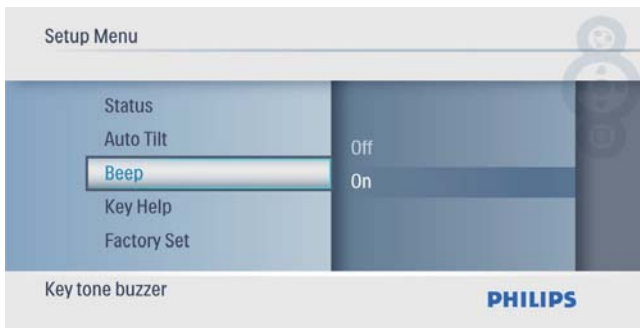 Setup Menu
Status
Auto Tilt
Beep
Key Help
Factory Set
Off
On
Key tone buzzer
PHILIPS